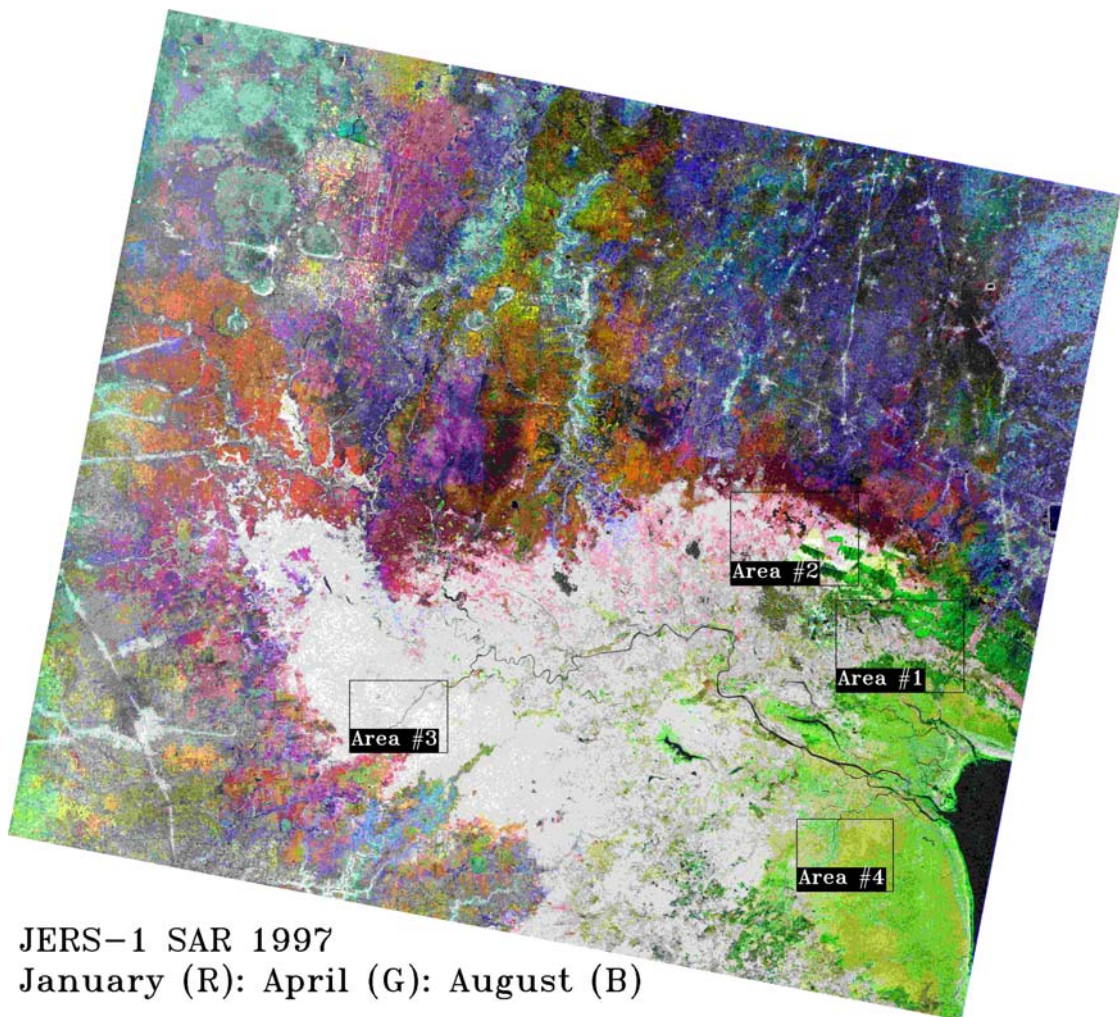 Area #2
Area #1
Area #3
Area #4
JERS-1 SAR 1997
January (R): April (G): August (B)